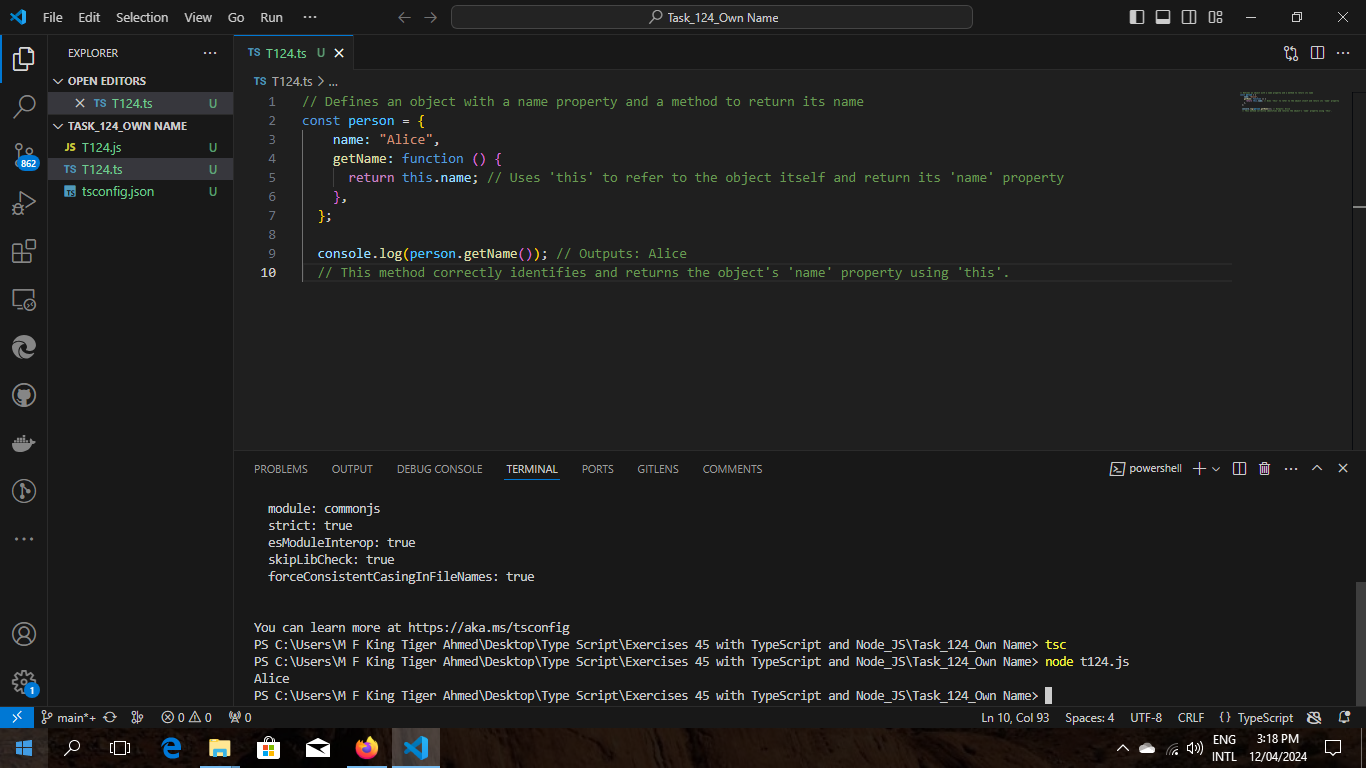 File Edit Selection View Go Run ···
Task_124_Own Name
EXPLORER ···
OPEN EDITORS
TS T124.ts U
TASK_124_OWN NAME
JS T124.js U
TS T124.ts U
TS tsconfig.json U
862
1
TS T124.ts U
TS T124.ts > ...
1 // Defines an object with a name property and a method to return its name
2 const person = {
3 name: "Alice",
4 getName: function () {
5 return this.name; // Uses 'this' to refer to the object itself and return its 'name' property
6 },
7 };
8
9 console.log(person.getName()); // Outputs: Alice
10 // This method correctly identifies and returns the object's 'name' property using 'this'.
PROBLEMS OUTPUT DEBUG CONSOLE TERMINAL PORTS GITLENS COMMENTS
powershell
module: commonjs
strict: true
esModuleInterop: true
skipLibCheck: true
forceConsistentCasingInFileNames: true
You can learn more at https://aka.ms/tsconfig
PS C:\Users\M F King Tiger Ahmed\Desktop\Type Script\Exercises 45 with TypeScript and Node_JS\Task_124_Own Name> tsc
PS C:\Users\M F King Tiger Ahmed\Desktop\Type Script\Exercises 45 with TypeScript and Node_JS\Task_124_Own Name> node t124.js
Alice
PS C:\Users\M F King Tiger Ahmed\Desktop\Type Script\Exercises 45 with TypeScript and Node_JS\Task_124_Own Name>
main*+ 0 0 0 Ln 10, Col 93 Spaces: 4 UTF-8 CRLF {} TypeScript
ENG
INTL
3:18 PM
12/04/2024